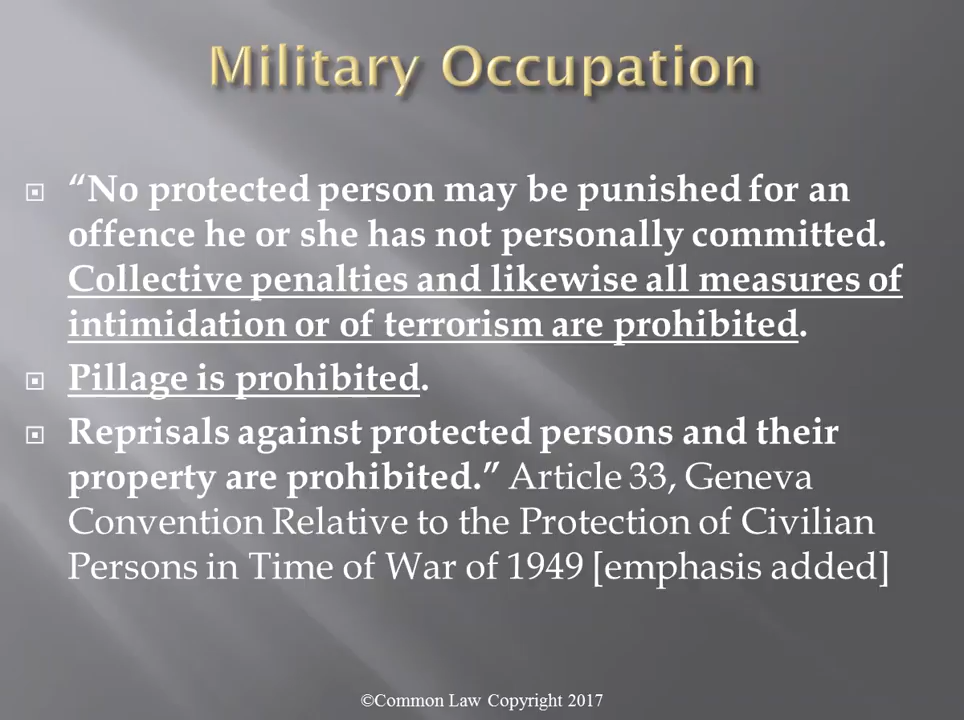 Military Occupation
“No protected person may be punished for an
offence he or she has not personally committed.
Collective penalties and likewise all measures of
intimidation or of terrorism are prohibited.
Pillage is prohibited.
Reprisals against protected persons and their
property are prohibited.” Article 33, Geneva
Convention Relative to the Protection of Civilian
Persons in Time of War of 1949 [emphasis added]
©Common Law Copyright 2017